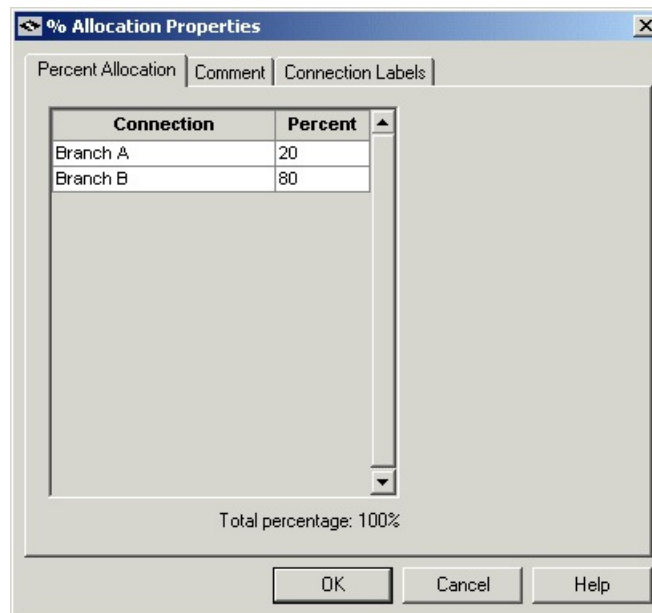 % Allocation Properties
Percent Allocation Comment Connection Labels
Connection Percent
Branch A 20
Branch B 80
Total percentage: 100%
OK Cancel Help